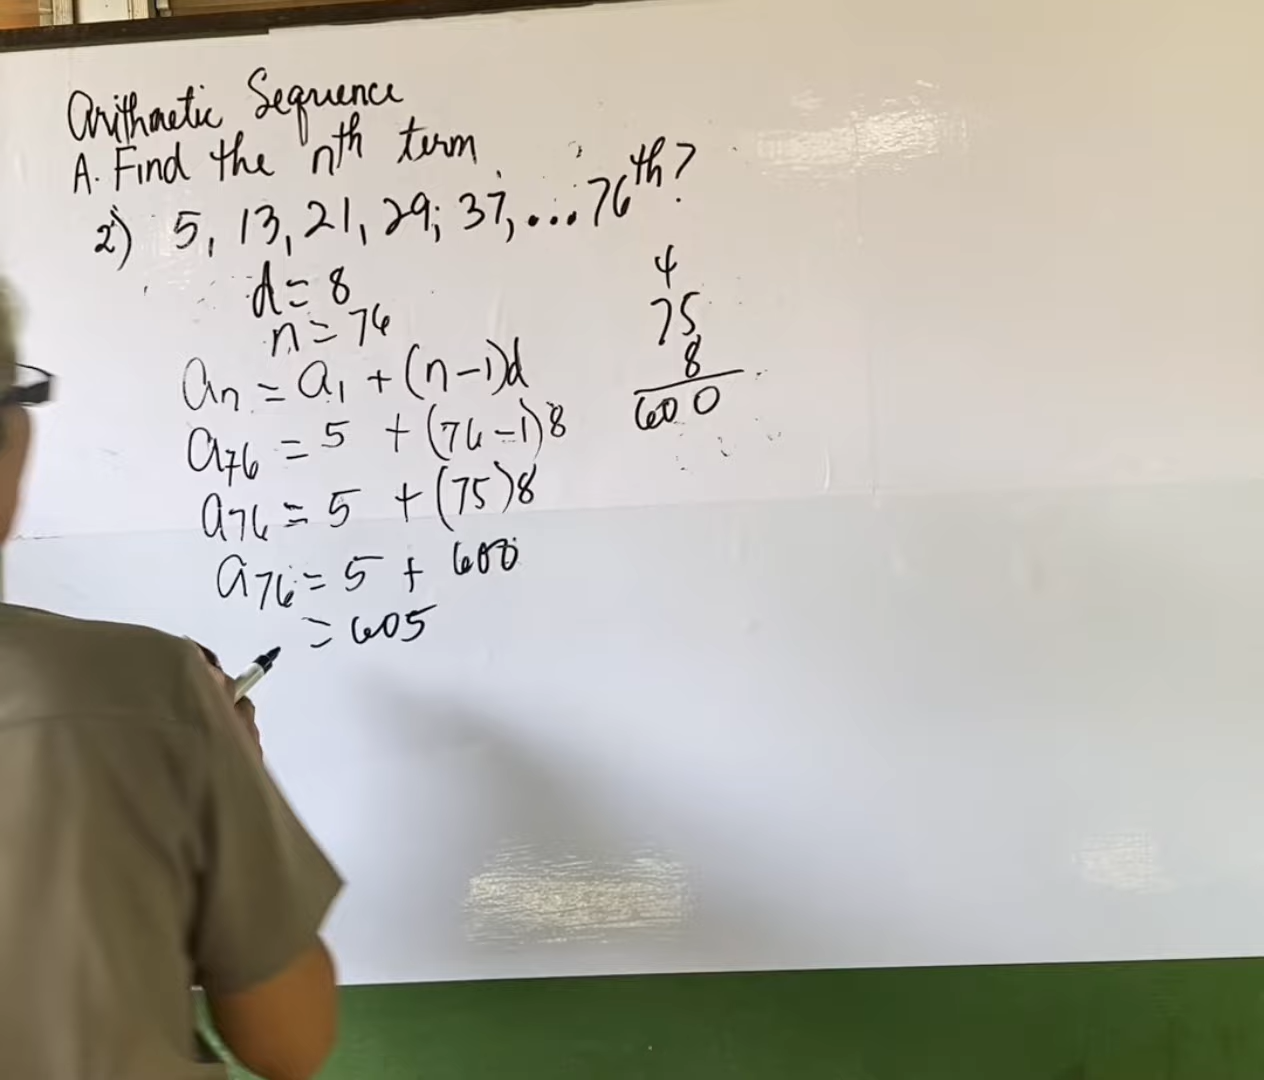 Arithmetic Sequence
A. Find the nth term
2) 5, 13, 21, 29, 37, ... 76th?
d = 8
n = 76
an = a1 + (n-1)d
a76 = 5 + (76-1)8
a76 = 5 + (75)8
a76 = 5 + 600
= 605
4
75
8
600